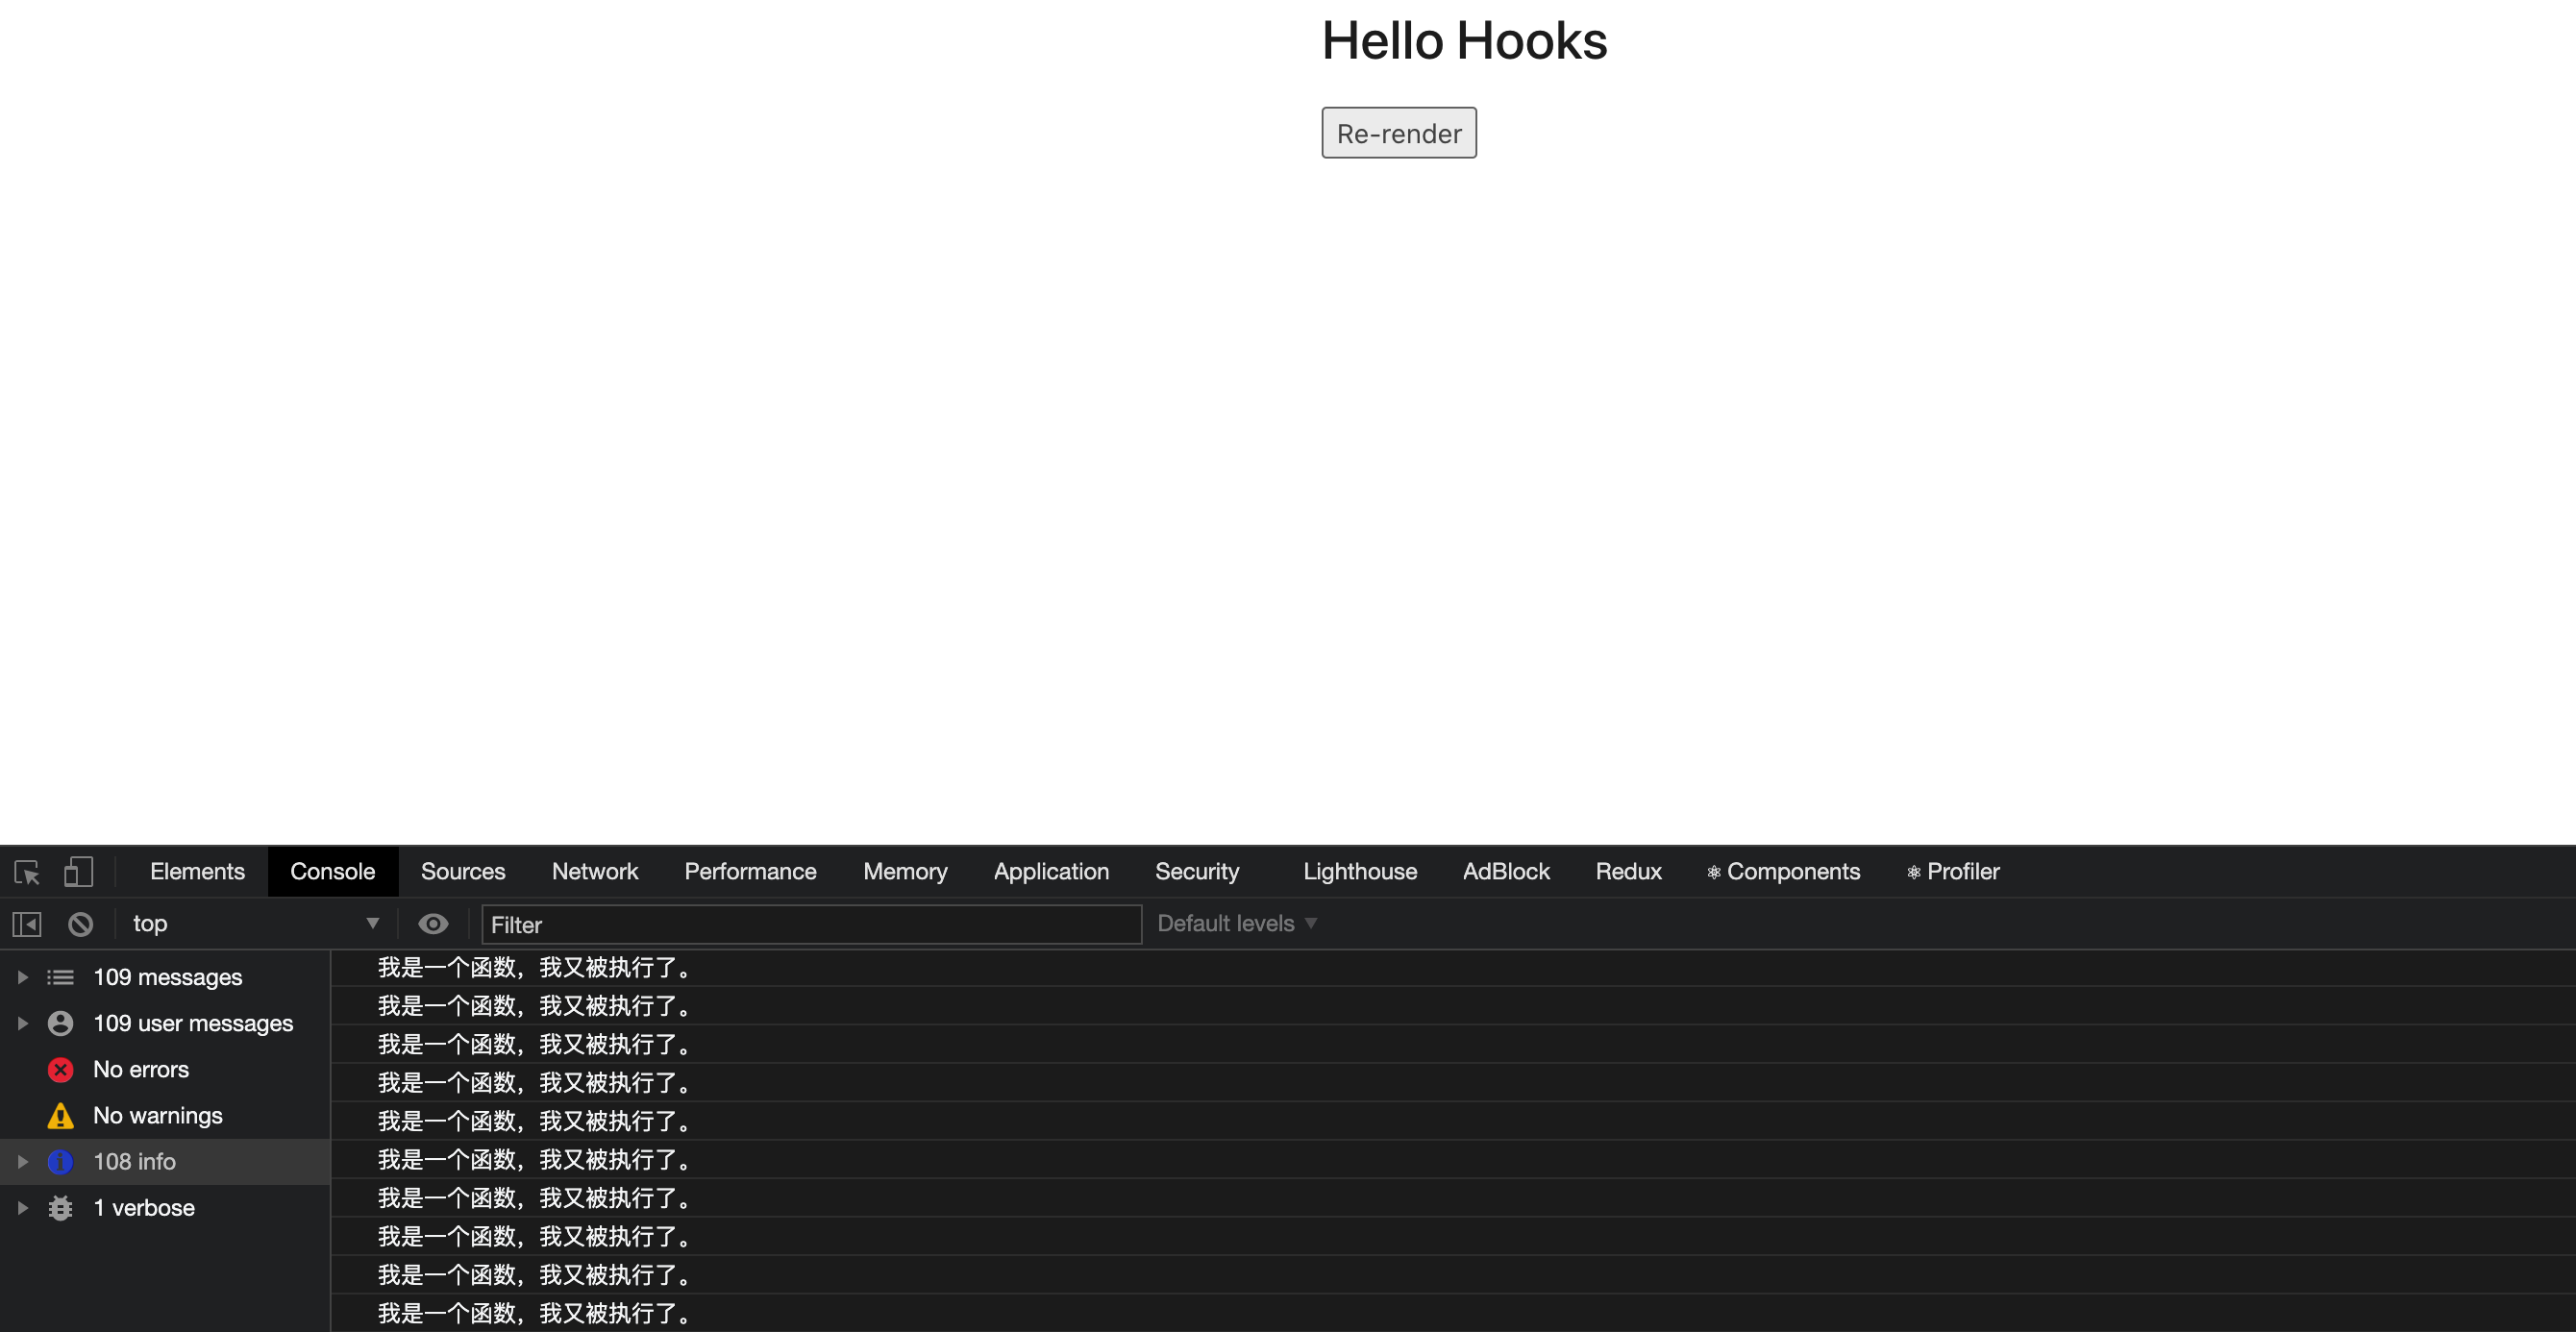 Hello Hooks
Re-render
Elements Console Sources Network Performance Memory Application Security Lighthouse AdBlock Redux Components Profiler
top Filter Default levels
109 messages
109 user messages
No errors
No warnings
108 info
1 verbose
我是一个函数，我又被执行了。
我是一个函数，我又被执行了。
我是一个函数，我又被执行了。
我是一个函数，我又被执行了。
我是一个函数，我又被执行了。
我是一个函数，我又被执行了。
我是一个函数，我又被执行了。
我是一个函数，我又被执行了。
我是一个函数，我又被执行了。
我是一个函数，我又被执行了。